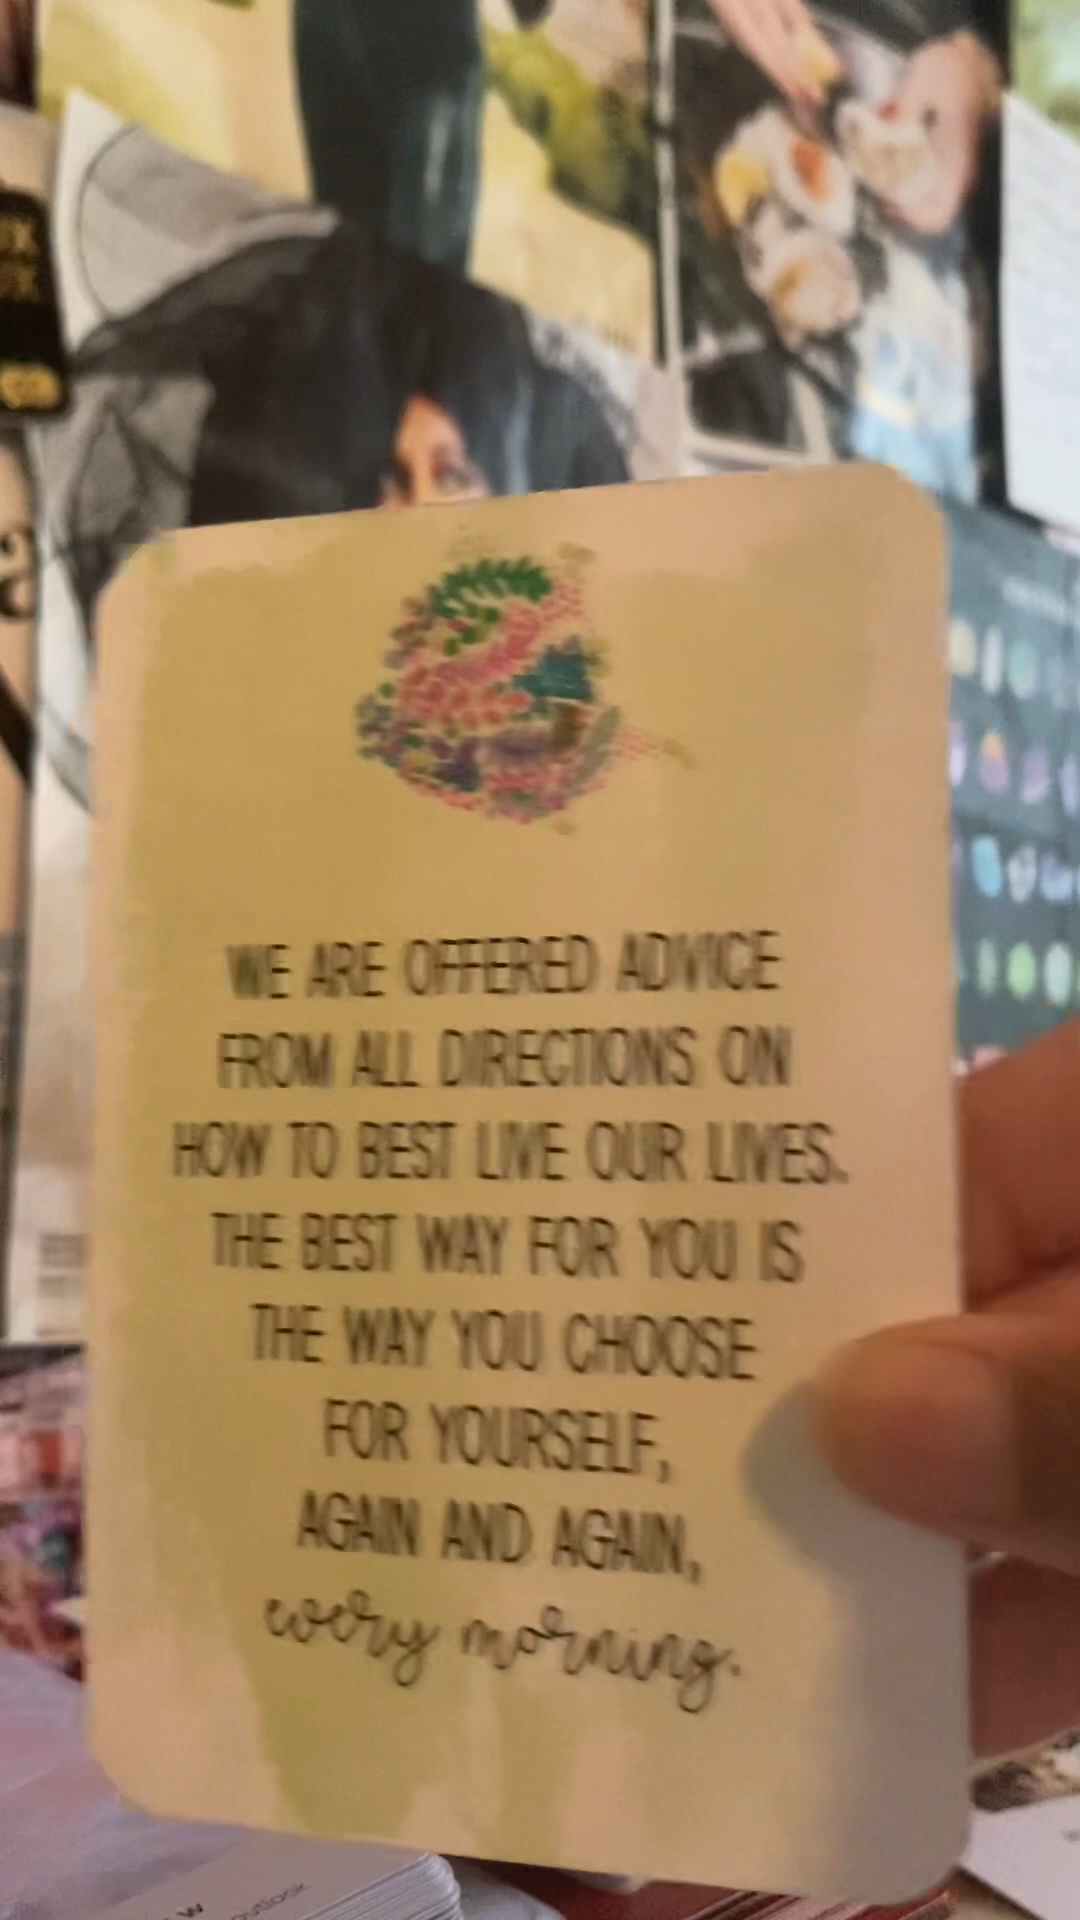 WE ARE OFFERED ADVICE
FROM ALL DIRECTIONS ON
HOW TO BEST LIVE OUR LIVES.
THE BEST WAY FOR YOU IS
THE WAY YOU CHOOSE
FOR YOURSELF,
AGAIN AND AGAIN,
every morning.
w
outlook